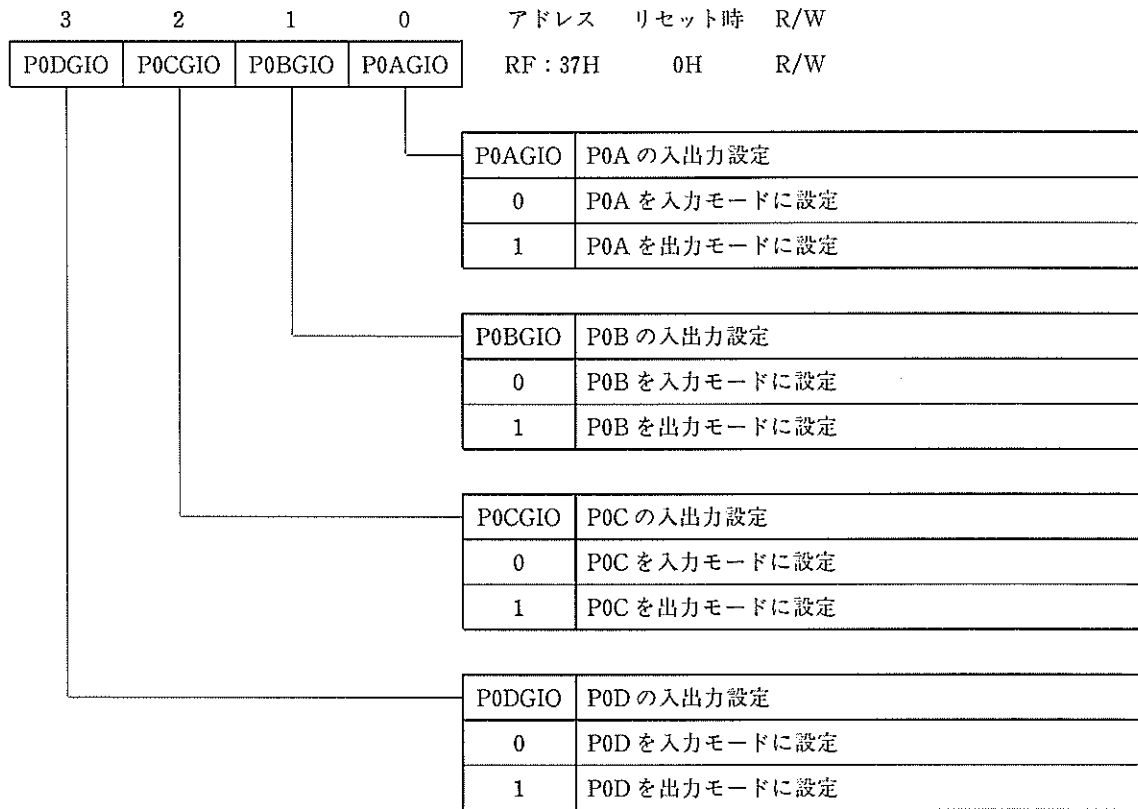 3 2 1 0 アドレス リセット時 R/W
P0DGIO P0CGIO P0BGIO P0AGIO RF : 37H 0H R/W
P0AGIO P0A の入出力設定
0 P0A を入力モードに設定
1 P0A を出力モードに設定
P0BGIO P0B の入出力設定
0 P0B を入力モードに設定
1 P0B を出力モードに設定
P0CGIO P0C の入出力設定
0 P0C を入力モードに設定
1 P0C を出力モードに設定
P0DGIO P0D の入出力設定
0 P0D を入力モードに設定
1 P0D を出力モードに設定